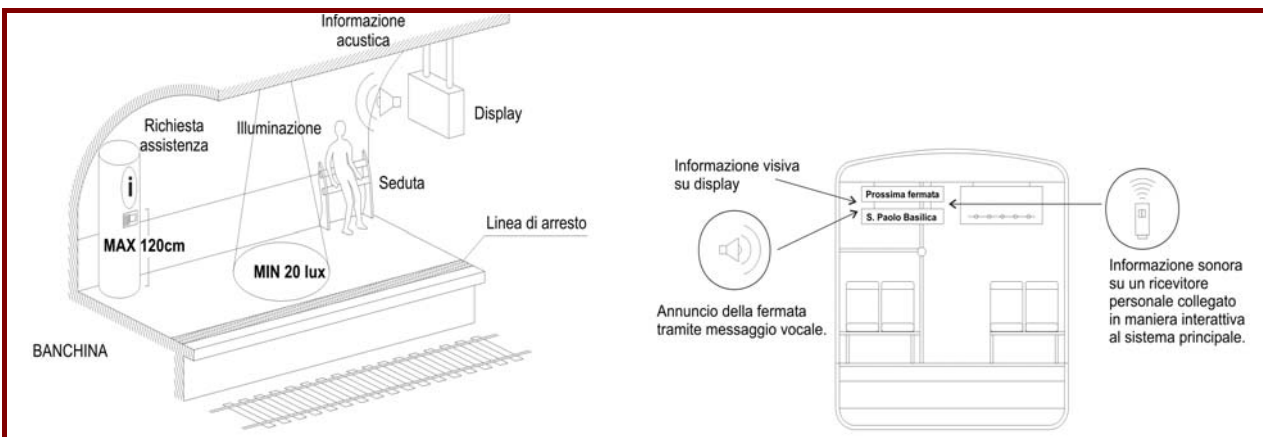 Informazione
acustica
Richiesta
assistenza
Illuminazione
Display
i
Seduta
Linea di arresto
MAX 120cm
MIN 20 lux
BANCHINA
Informazione visiva
su display
Prossima fermata
S. Paolo Basilica
Annuncio della fermata
tramite messaggio vocale.
Informazione sonora
su un ricevitore
personale collegato
in maniera interattiva
al sistema principale.